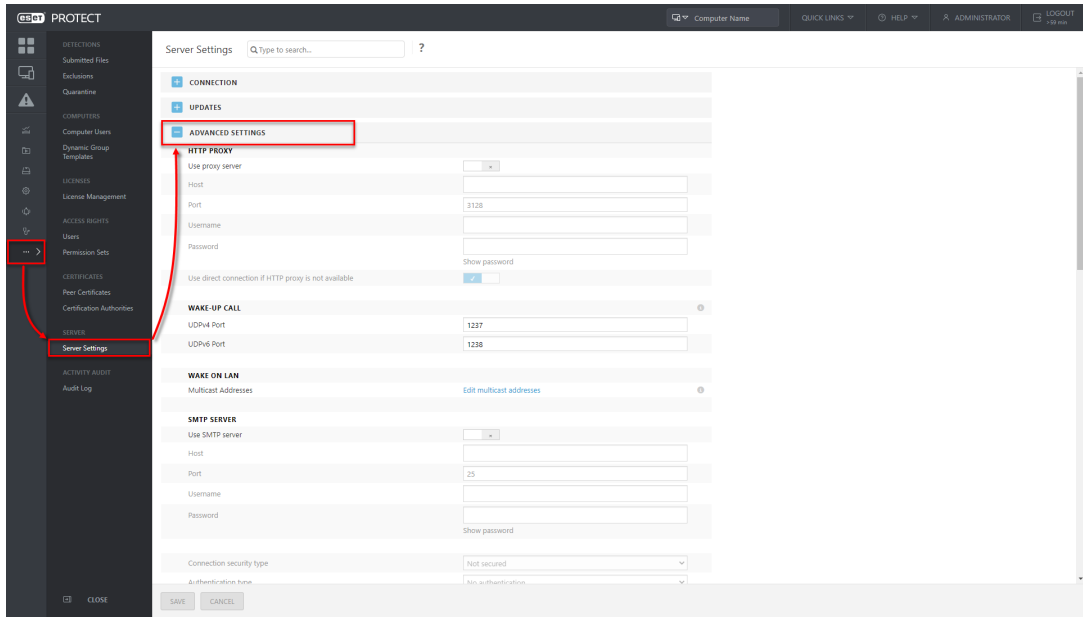 eset PROTECT
Computer Name
QUICK LINKS
HELP
ADMINISTRATOR
LOGOUT
>59 min
DETECTIONS
Submitted Files
Exclusions
Quarantine
COMPUTERS
Computer Users
Dynamic Group
Templates
LICENSES
License Management
ACCESS RIGHTS
Users
Permission Sets
CERTIFICATES
Peer Certificates
Certification Authorities
SERVER
Server Settings
ACTIVITY AUDIT
Audit Log
CLOSE
Server Settings
Type to search...
?
CONNECTION
UPDATES
ADVANCED SETTINGS
HTTP PROXY
Use proxy server
Host
Port 3128
Username
Password
Show password
Use direct connection if HTTP proxy is not available
WAKE-UP CALL
UDPv4 Port 1237
UDPv6 Port 1238
WAKE ON LAN
Multicast Addresses Edit multicast addresses
SMTP SERVER
Use SMTP server
Host
Port 25
Username
Password
Show password
Connection security type Not secured
Authentication type No authentication
SAVE CANCEL